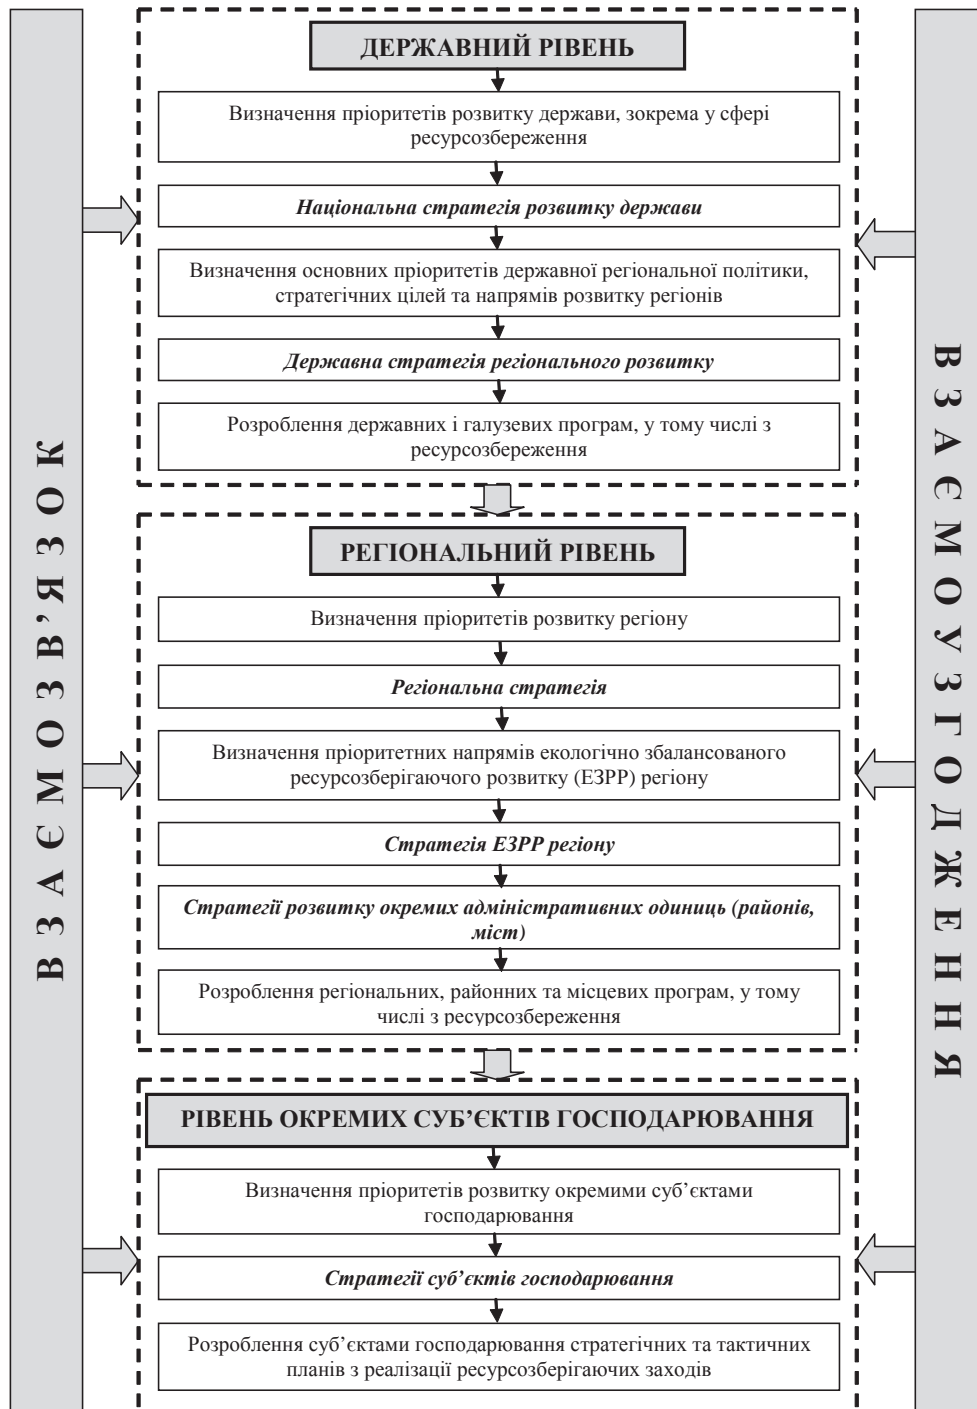 ДЕРЖАВНИЙ РІВЕНЬ
Визначення пріоритетів розвитку держави, зокрема у сфері
ресурсозбереження
Національна стратегія розвитку держави
Визначення основних пріоритетів державної регіональної політики,
стратегічних цілей та напрямів розвитку регіонів
Державна стратегія регіонального розвитку
Розроблення державних і галузевих програм, у тому числі з
ресурсозбереження
РЕГІОНАЛЬНИЙ РІВЕНЬ
Визначення пріоритетів розвитку регіону
Регіональна стратегія
Визначення пріоритетних напрямів екологічно збалансованого
ресурсозберігаючого розвитку (ЕЗРР) регіону
Стратегія ЕЗРР регіону
Стратегії розвитку окремих адміністративних одиниць (районів,
міст)
Розроблення регіональних, районних та місцевих програм, у тому
числі з ресурсозбереження
РІВЕНЬ ОКРЕМИХ СУБ’ЄКТІВ ГОСПОДАРЮВАННЯ
Визначення пріоритетів розвитку окремими суб’єктами
господарювання
Стратегії суб’єктів господарювання
Розроблення суб’єктами господарювання стратегічних та тактичних
планів з реалізації ресурсозберігаючих заходів
ВЗАЄМОЗВ’ЯЗОК
ВЗАЄМОУЗГОДЖЕННЯ